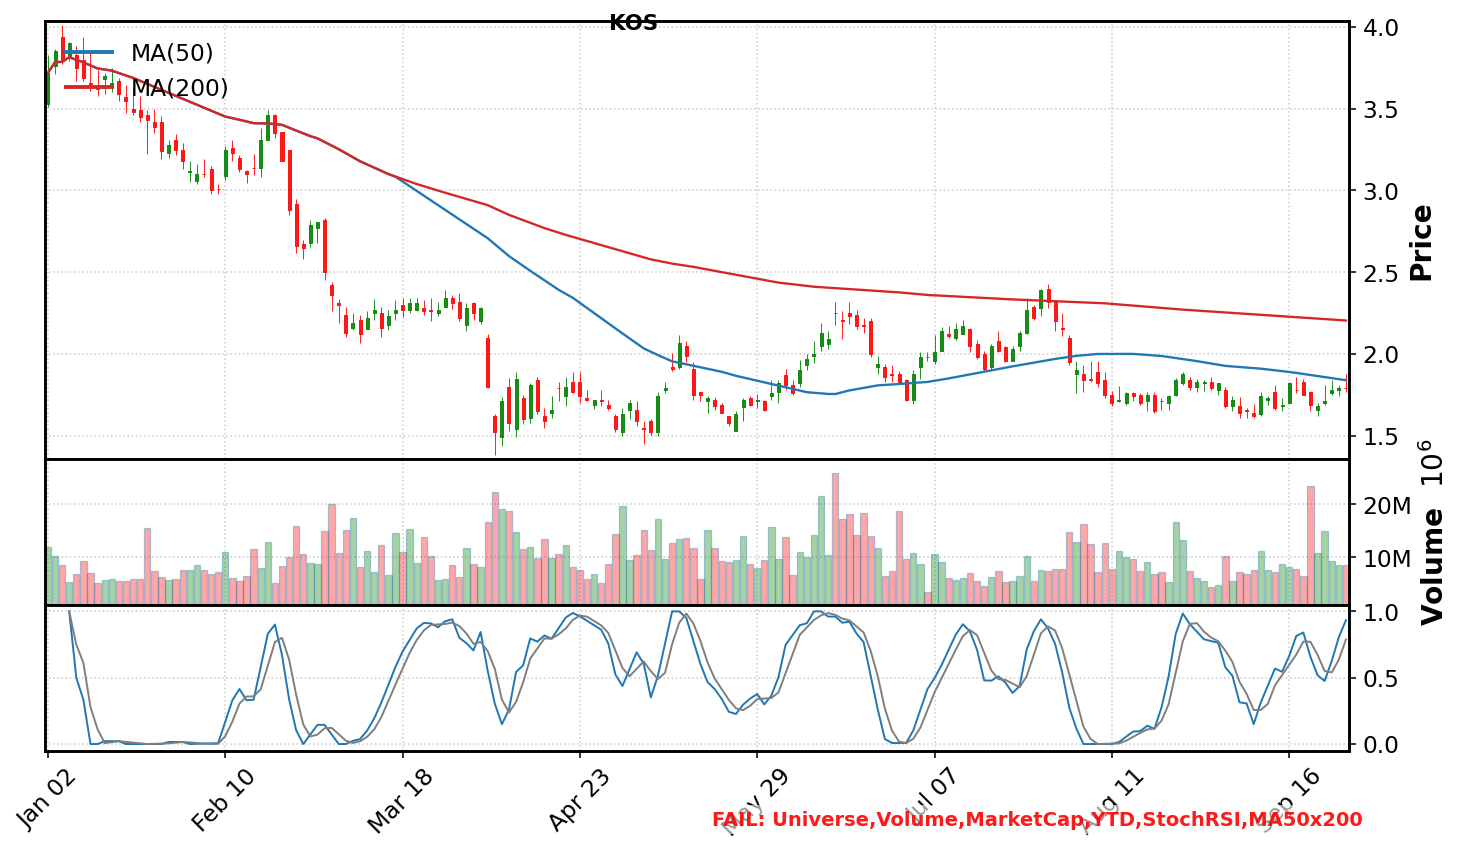 KOS
MA(50)
MA(200)
4.0
3.5
3.0
2.5
2.0
1.5
Price
20M
10M
Volume 10⁶
1.0
0.5
0.0
Jan 02
Feb 10
Mar 18
Apr 23
May 29
Jul 07
Aug 11
Sep 16
FAIL: Universe,Volume,MarketCap,YTD,StochRSI,MA50x200